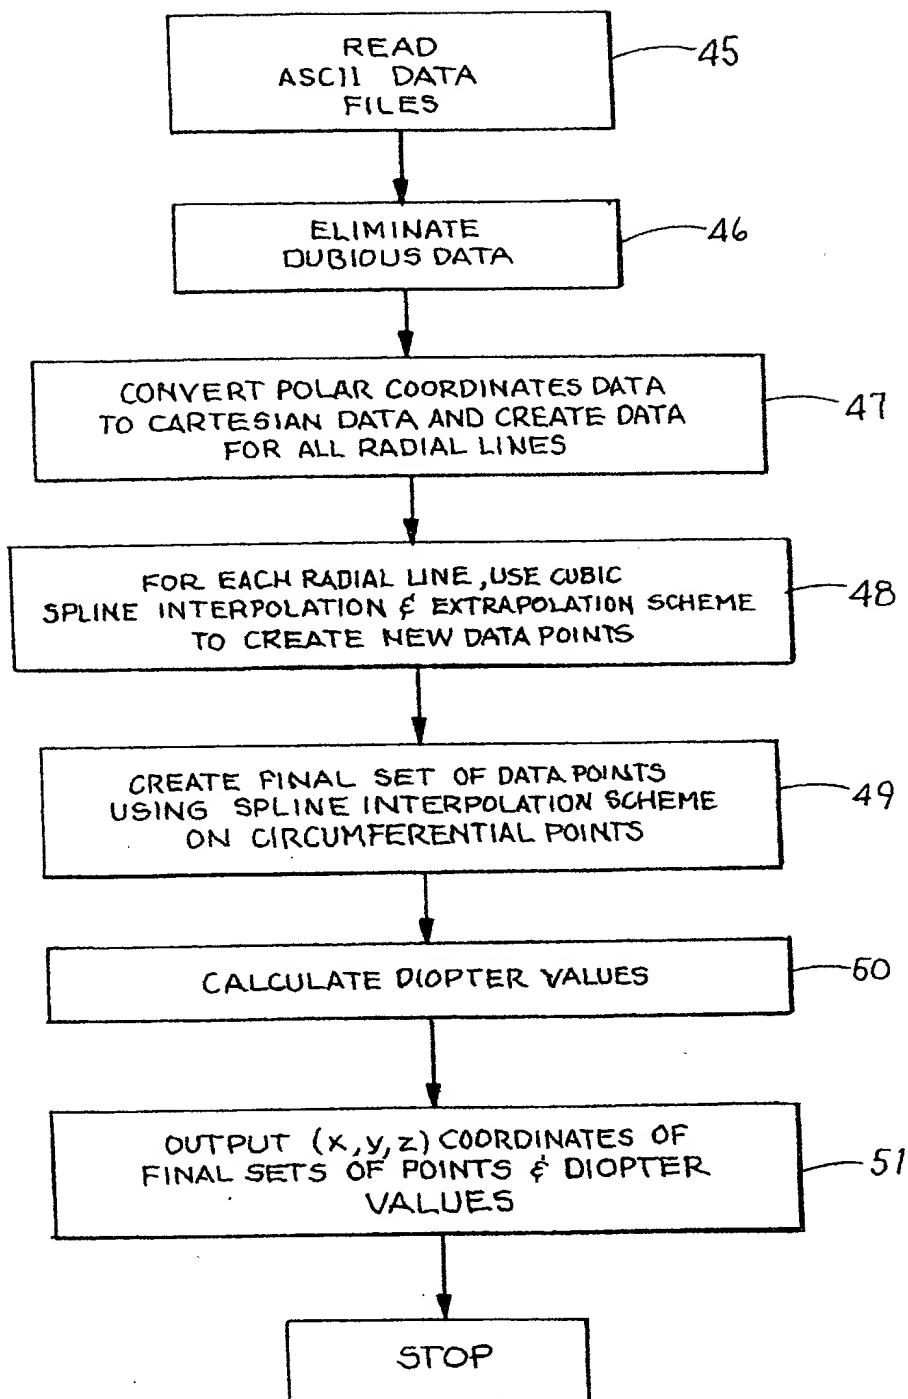 READ
ASCII DATA
FILES
45
ELIMINATE
DUBIOUS DATA
46
CONVERT POLAR COORDINATES DATA
TO CARTESIAN DATA AND CREATE DATA
FOR ALL RADIAL LINES
47
FOR EACH RADIAL LINE, USE CUBIC
SPLINE INTERPOLATION & EXTRAPOLATION SCHEME
TO CREATE NEW DATA POINTS
48
CREATE FINAL SET OF DATA POINTS
USING SPLINE INTERPOLATION SCHEME
ON CIRCUMFERENTIAL POINTS
49
CALCULATE DIOPTER VALUES
50
OUTPUT (x,y,z) COORDINATES OF
FINAL SETS OF POINTS & DIOPTER
VALUES
51
STOP